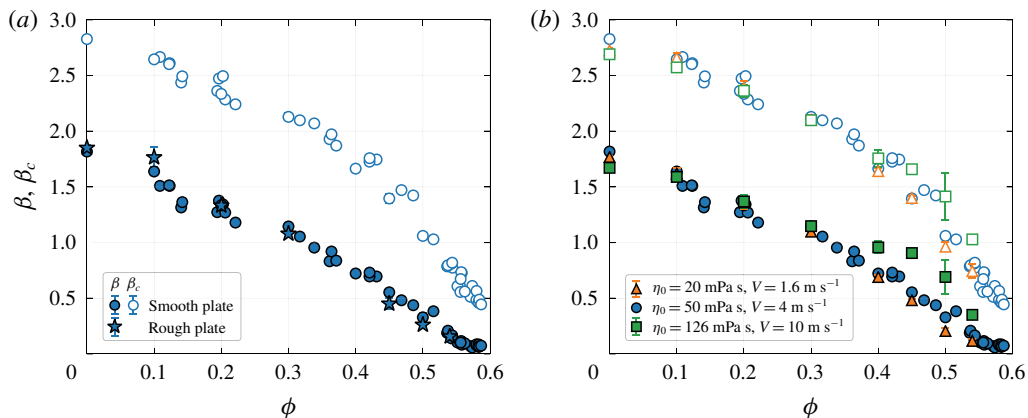 (a)
(b)
3.0
2.5
2.0
1.5
1.0
0.5
0
0.1
0.2
0.3
0.4
0.5
0.6
β, β_c
ϕ
β β_c
Smooth plate
Rough plate
3.0
2.5
2.0
1.5
1.0
0.5
0
0.1
0.2
0.3
0.4
0.5
0.6
ϕ
η₀ = 20 mPa s, V = 1.6 m s⁻¹
η₀ = 50 mPa s, V = 4 m s⁻¹
η₀ = 126 mPa s, V = 10 m s⁻¹